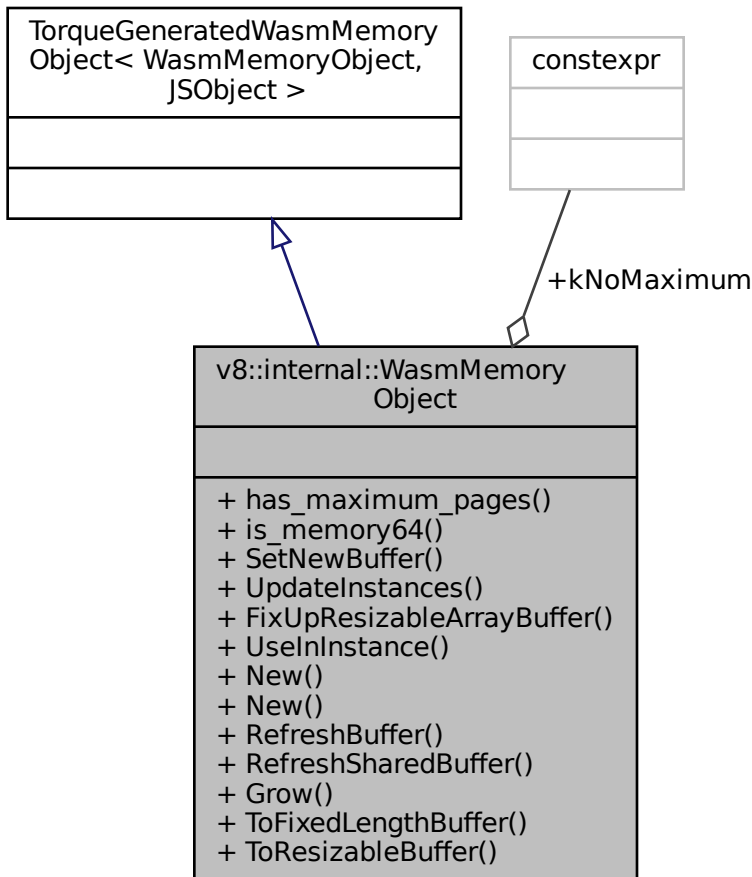 TorqueGeneratedWasmMemory
Object< WasmMemoryObject,
JSObject >
constexpr
+kNoMaximum
v8::internal::WasmMemory
Object
+ has_maximum_pages()
+ is_memory64()
+ SetNewBuffer()
+ UpdateInstances()
+ FixUpResizableArrayBuffer()
+ UseInInstance()
+ New()
+ New()
+ RefreshBuffer()
+ RefreshSharedBuffer()
+ Grow()
+ ToFixedLengthBuffer()
+ ToResizableBuffer()